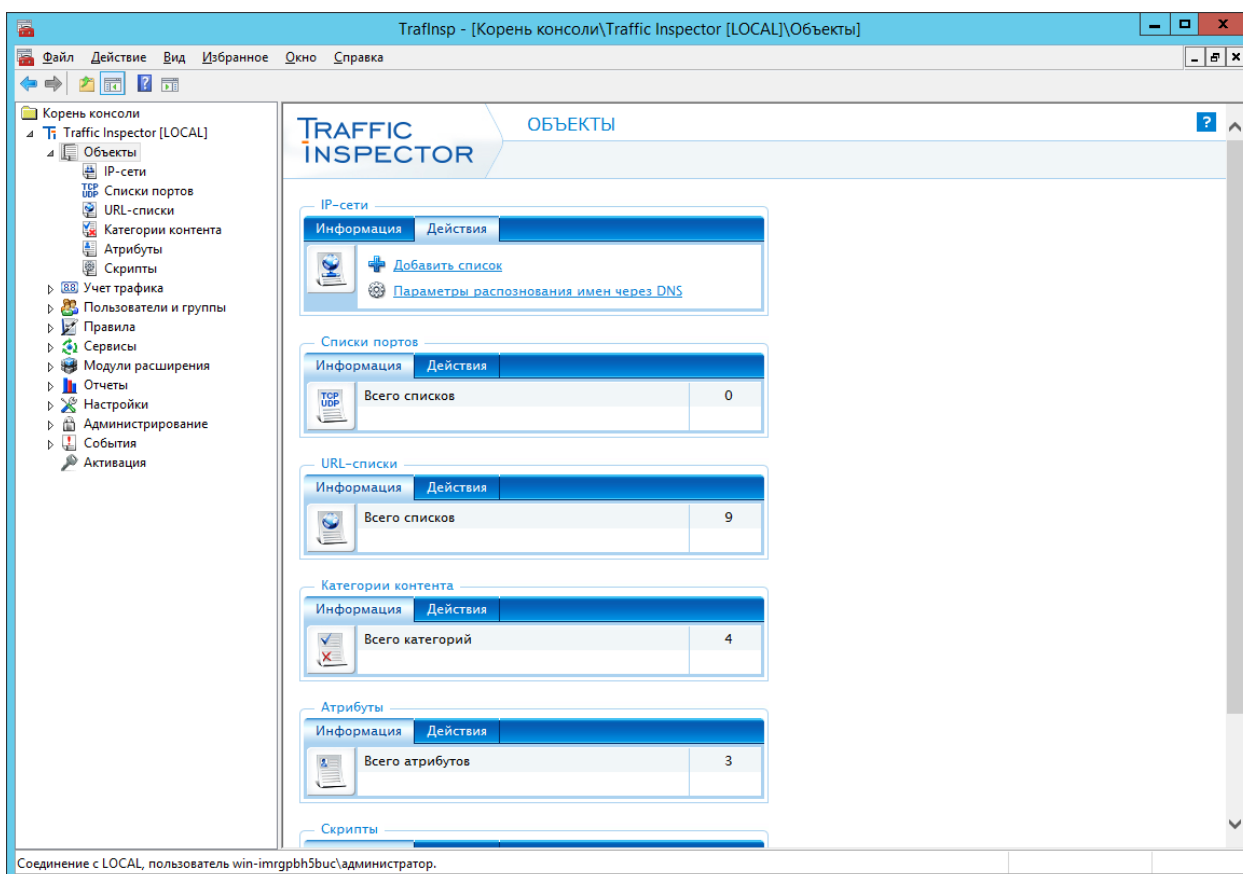 TrafInsp - [Корень консоли\Traffic Inspector [LOCAL]\Объекты]
Файл Действие Вид Избранное Окно Справка
Корень консоли
Traffic Inspector [LOCAL]
Объекты
IP-сети
TCP UDP Списки портов
URL-списки
Категории контента
Атрибуты
Скрипты
Учет трафика
Пользователи и группы
Правила
Сервисы
Модули расширения
Отчеты
Настройки
Администрирование
События
Активация
TRAFFIC
INSPECTOR
ОБЪЕКТЫ
IP-сети
Информация Действия
Добавить список
Параметры распознования имен через DNS
Списки портов
Информация Действия
TCP
UDP
Всего списков 0
URL-списки
Информация Действия
Всего списков 9
Категории контента
Информация Действия
Всего категорий 4
Атрибуты
Информация Действия
Всего атрибутов 3
Скрипты
Соединение с LOCAL, пользователь win-imrgpbh5buc\администратор.